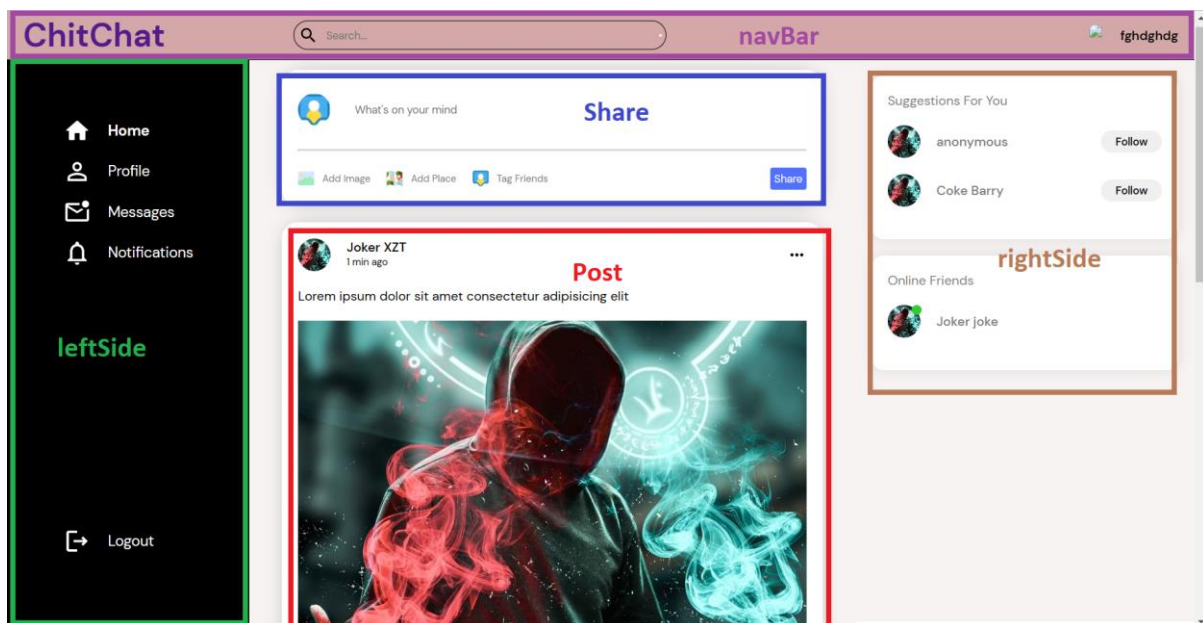 ChitChat
Search...
navBar
fghdghdg
Home
Profile
Messages
Notifications
leftSide
Logout
What's on your mind
Share
Add Image
Add Place
Tag Friends
Share
Joker XZT
1 min ago
Post
Lorem ipsum dolor sit amet consectetur adipisicing elit
Suggestions For You
anonymous
Follow
Coke Barry
Follow
rightSide
Online Friends
Joker joke